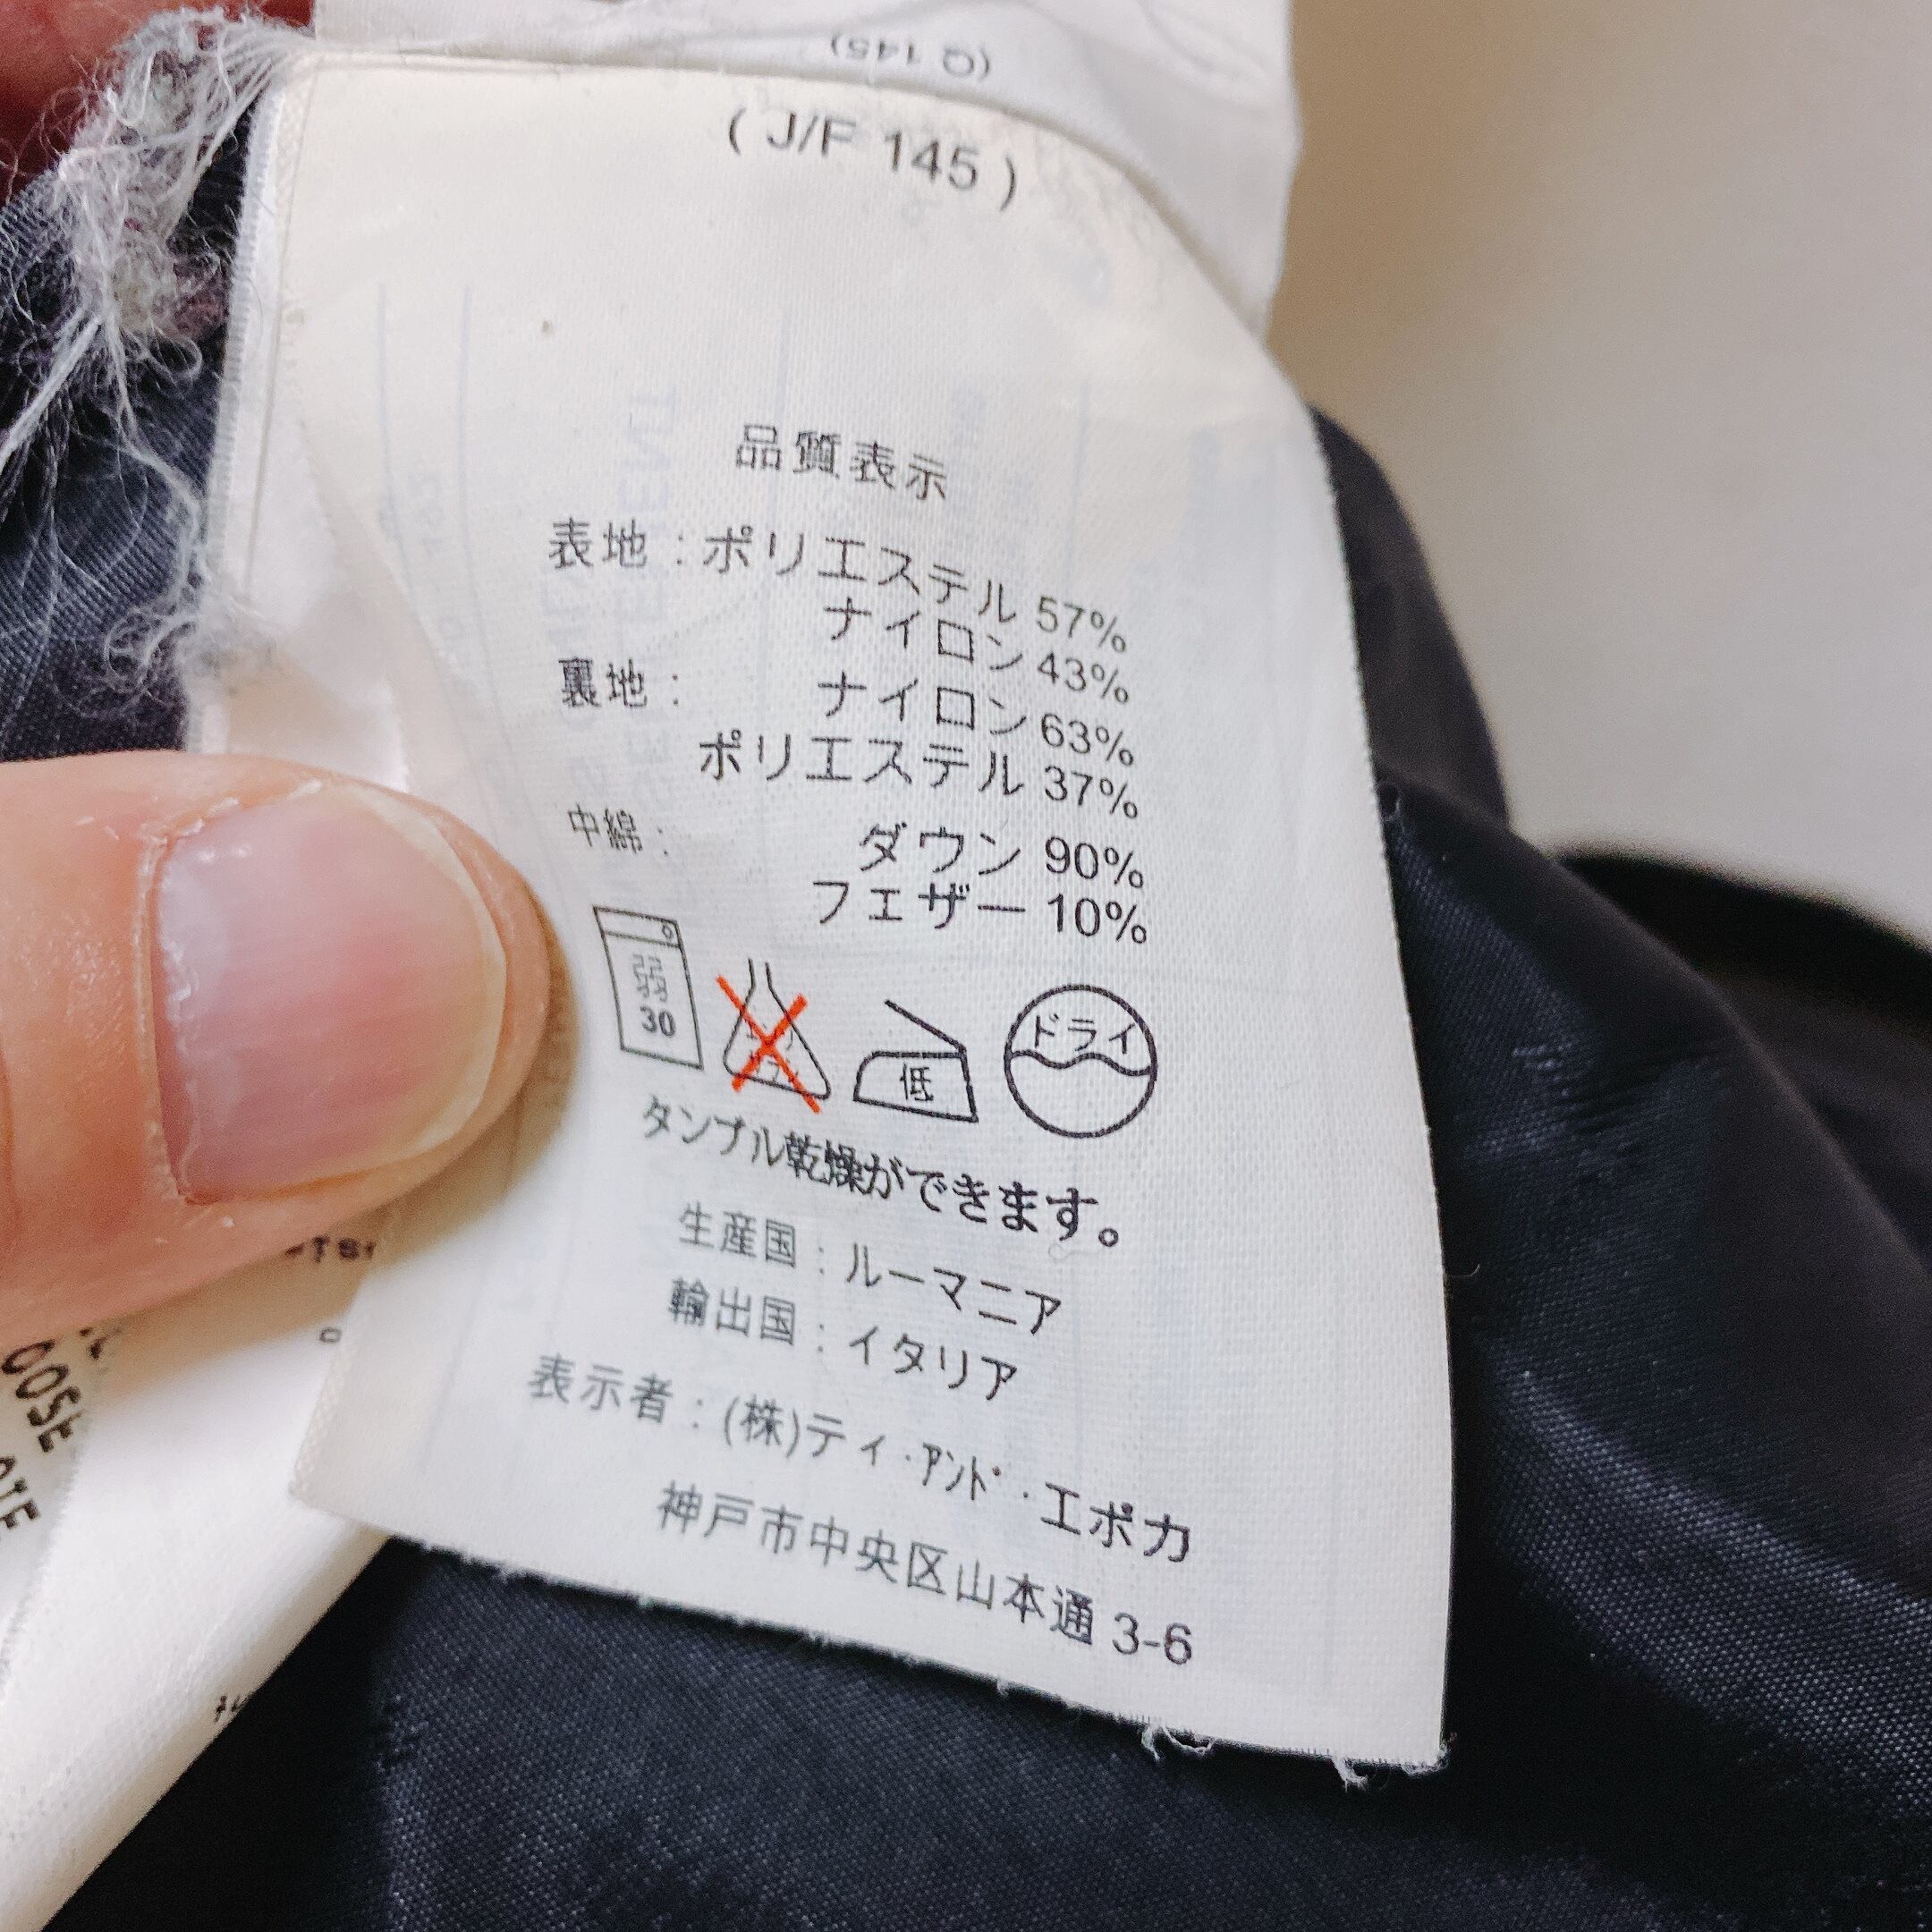 (Q 145)
( J/F 145 )
品質表示
表地 : ポリエステル 57%
ナイロン 43%
裏地 : ナイロン 63%
ポリエステル 37%
中綿 : ダウン 90%
フェザー 10%
弱
30
低
ドライ
タンブル乾燥ができます。
生産国 : ルーマニア
輸出国 : イタリア
表示者 : (株)ティ・アンド・エポカ
神戸市中央区山本通 3-6
OOSE